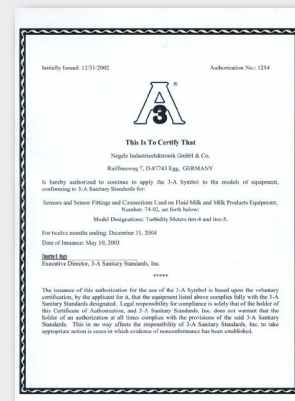 Initially Issued: 12/31/2002 Authorization No.: 1254
A
3
®
This Is To Certify That
Negele Industrieelektronik GmbH & Co.
Raiffeisenweg 7, D-87743 Egg, GERMANY
Is hereby authorized to continue to apply the 3-A Symbol to the models of equipment,
conforming to 3-A Sanitary Standards for:
Sensors and Sensor Fittings and Connections Used on Fluid Milk and Milk Products Equipment,
Number: 74-02, set forth below:
Model Designations: Turbidity Meters itm-4 and itm-5.
For twelve months ending: December 31, 2004
Date of Issuance: May 10, 2003
Timothy R. Rugh
Executive Director, 3-A Sanitary Standards, Inc.
*****
The issuance of this authorization for the use of the 3-A Symbol is based upon the voluntary
certification, by the applicant for it, that the equipment listed above complies fully with the 3-A
Sanitary Standards designated. Legal responsibility for compliance is solely that of the holder of
this Certificate of Authorization, and 3-A Sanitary Standards, Inc. does not warrant that the
holder of an authorization at all times complies with the provisions of the said 3-A Sanitary
Standards. This in no way affects the responsibility of 3-A Sanitary Standards, Inc. to take
appropriate action in cases in which evidence of nonconformance has been established.